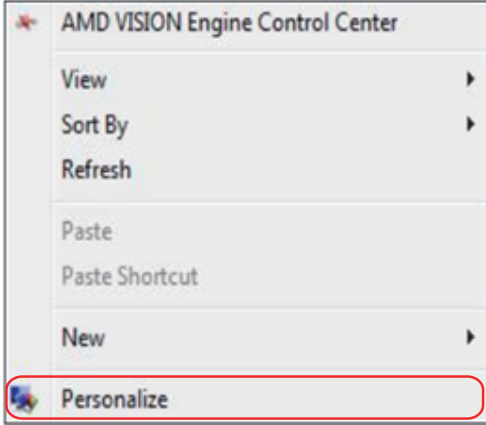 AMD VISION Engine Control Center
View
Sort By
Refresh
Paste
Paste Shortcut
New
Personalize